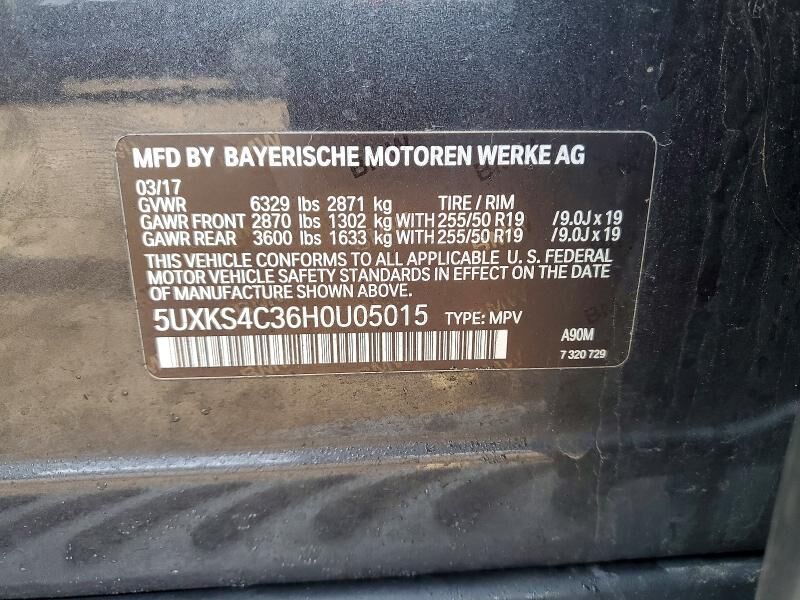 MFD BY BAYERISCHE MOTOREN WERKE AG
03/17
GVWR 6329 lbs 2871 kg TIRE / RIM
GAWR FRONT 2870 lbs 1302 kg WITH 255/50 R19 /9.0J x 19
GAWR REAR 3600 lbs 1633 kg WITH 255/50 R19 /9.0J x 19
THIS VEHICLE CONFORMS TO ALL APPLICABLE U. S. FEDERAL
MOTOR VEHICLE SAFETY STANDARDS IN EFFECT ON THE DATE
OF MANUFACTURE SHOWN ABOVE.
5UXKS4C36H0U05015 TYPE: MPV
A90M
7 320 729